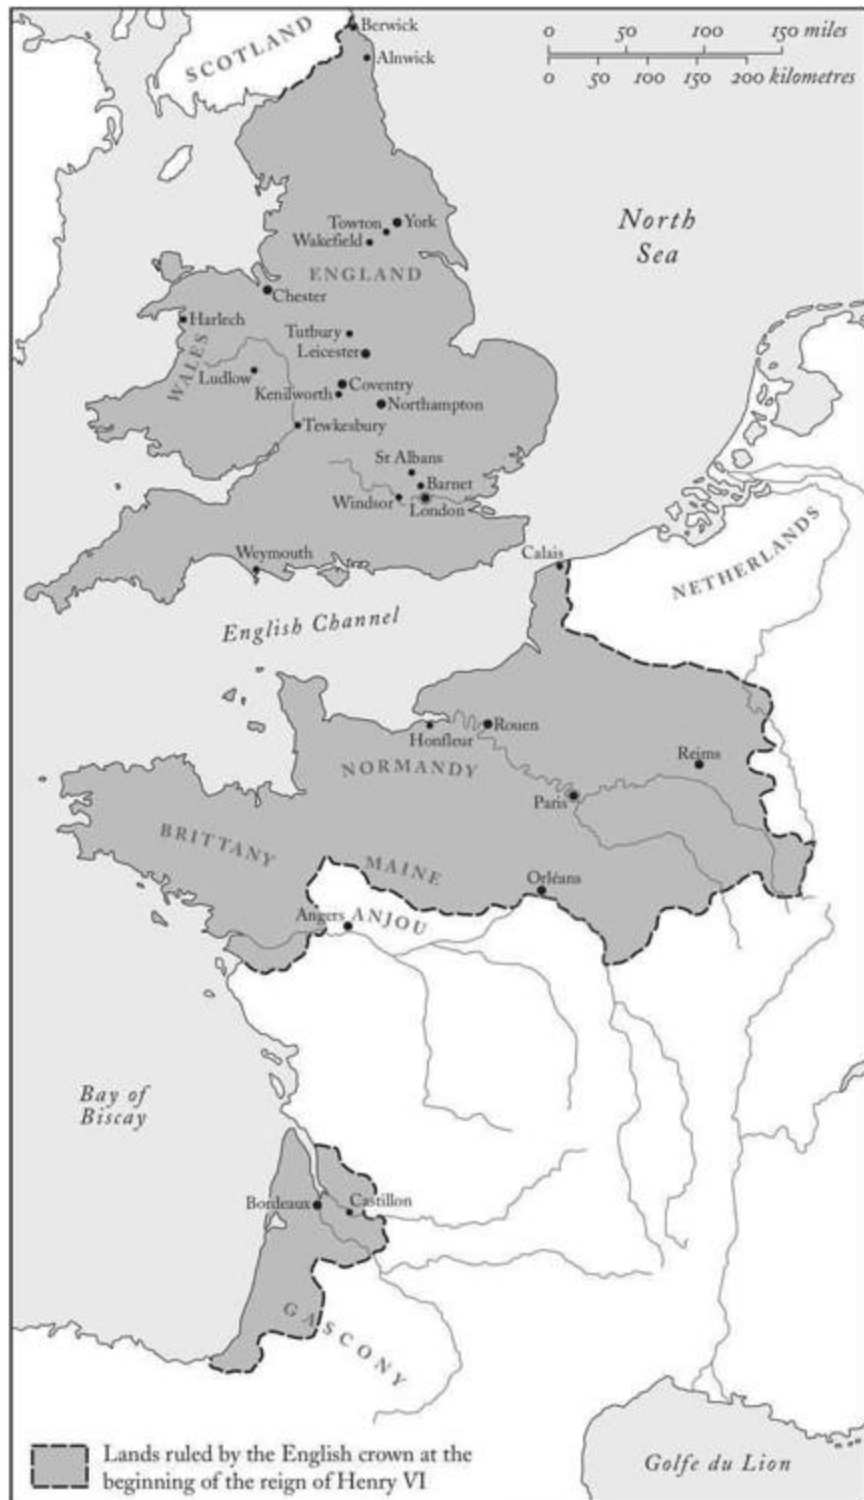 Berwick
0 50 100 150 miles
SCOTLAND
Alnwick
0 50 100 150 200 kilometres
North
Sea
Towton
York
Wakefield
ENGLAND
Chester
Harlech
Tutbury
WALES
Leicester
Ludlow
Coventry
Kenilworth
Northampton
Tewkesbury
St Albans
Barnet
Windsor
London
Weymouth
Calais
NETHERLANDS
English Channel
Honfleur
Rouen
NORMANDY
Reims
Paris
BRITTANY
MAINE
Orléans
Angers
ANJOU
Bay of
Biscay
Bordeaux
Castillon
GASCONY
Lands ruled by the English crown at the
beginning of the reign of Henry VI
Golfe du Lion